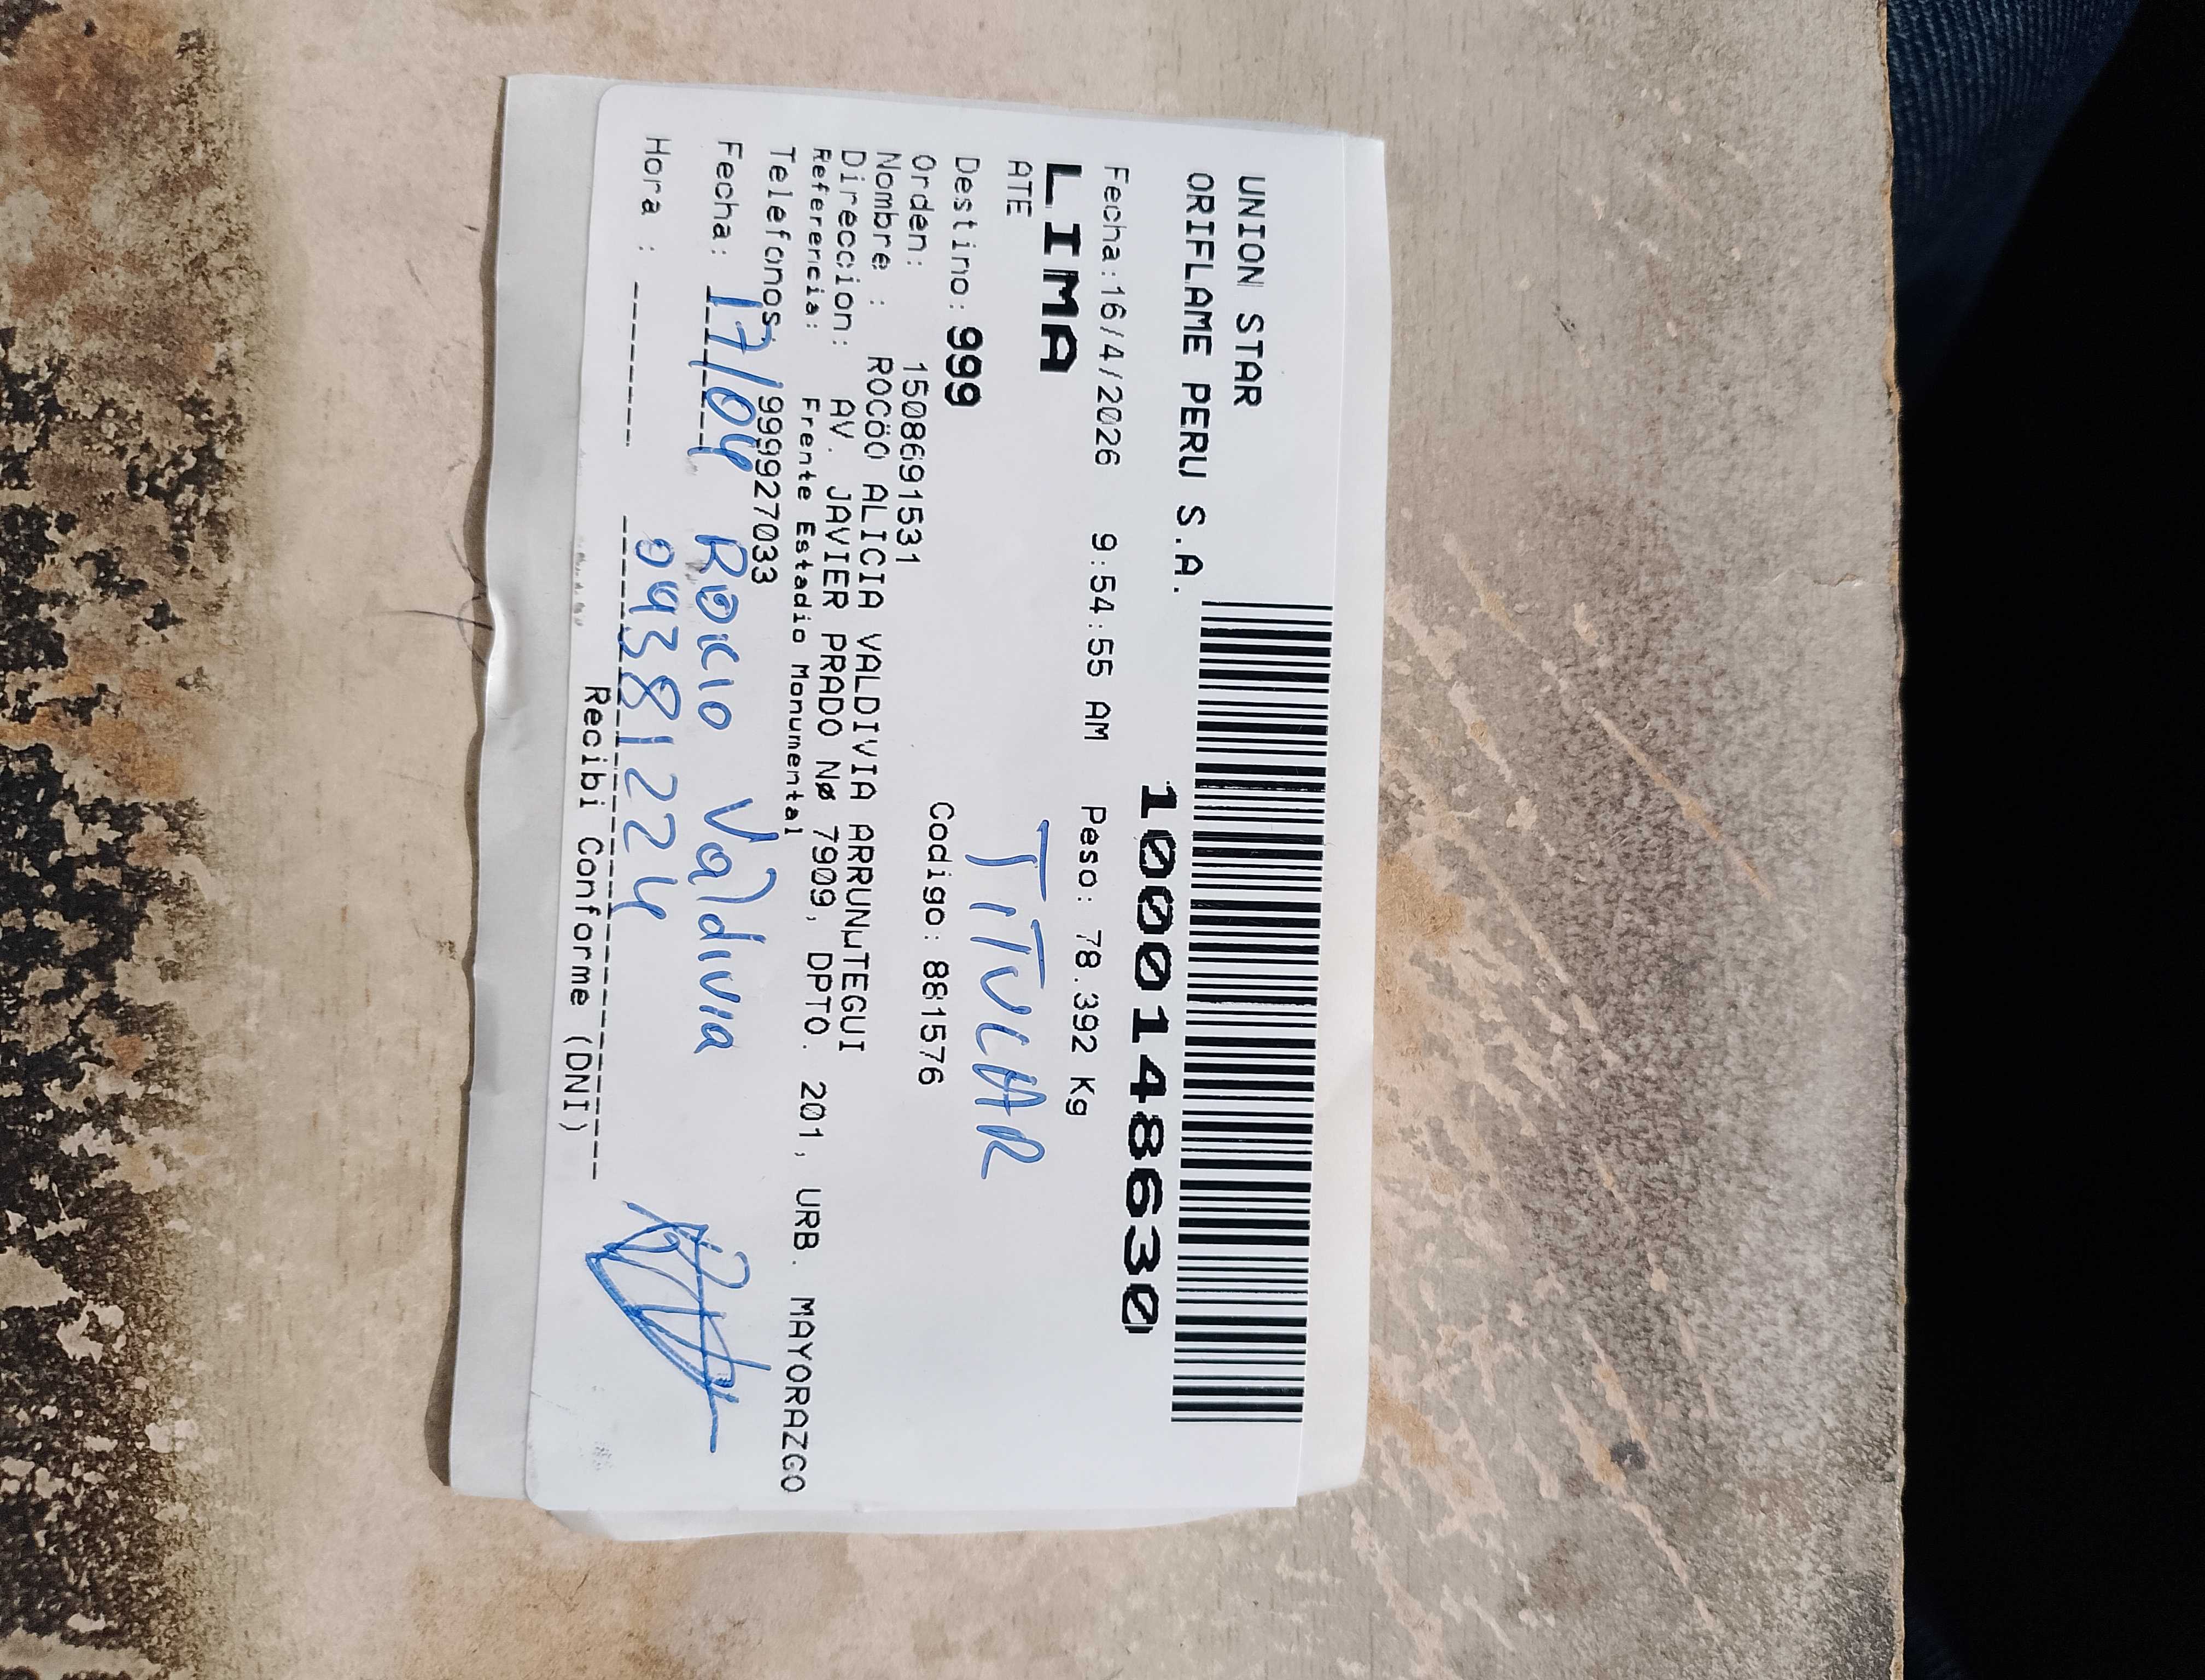 UNION STAR
ORIFLAME PERU S.A.
1000148630
Fecha:16/4/2026 9:54:55 AM Peso: 78.392 Kg
LIMA
ATE
TITULAR
Destino: 999 Codigo: 881576
Orden: 1508691531
Nombre : ROCöO ALICIA VALDIVIA ARRUNµTEGUI
Direccion: AV. JAVIER PRADO Nø 7909, DPTO. 201, URB. MAYORAZGO
Referencia: Frente Estadio Monumental
Telefonos: 999927033
Fecha: 17/04 Rocio Valdivia
Hora : 09381224
Recibi Conforme (DNI)